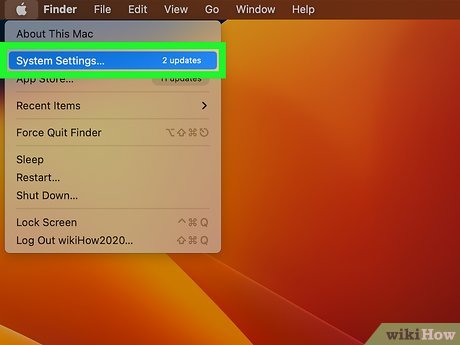 Finder File Edit View Go Window Help
About This Mac
System Settings... 2 updates
App Store... 11 updates
Recent Items
Force Quit Finder ⌥⇧⌘⎋
Sleep
Restart...
Shut Down...
Lock Screen ^⌘Q
Log Out wikiHow2020... ⇧⌘Q
wikiHow